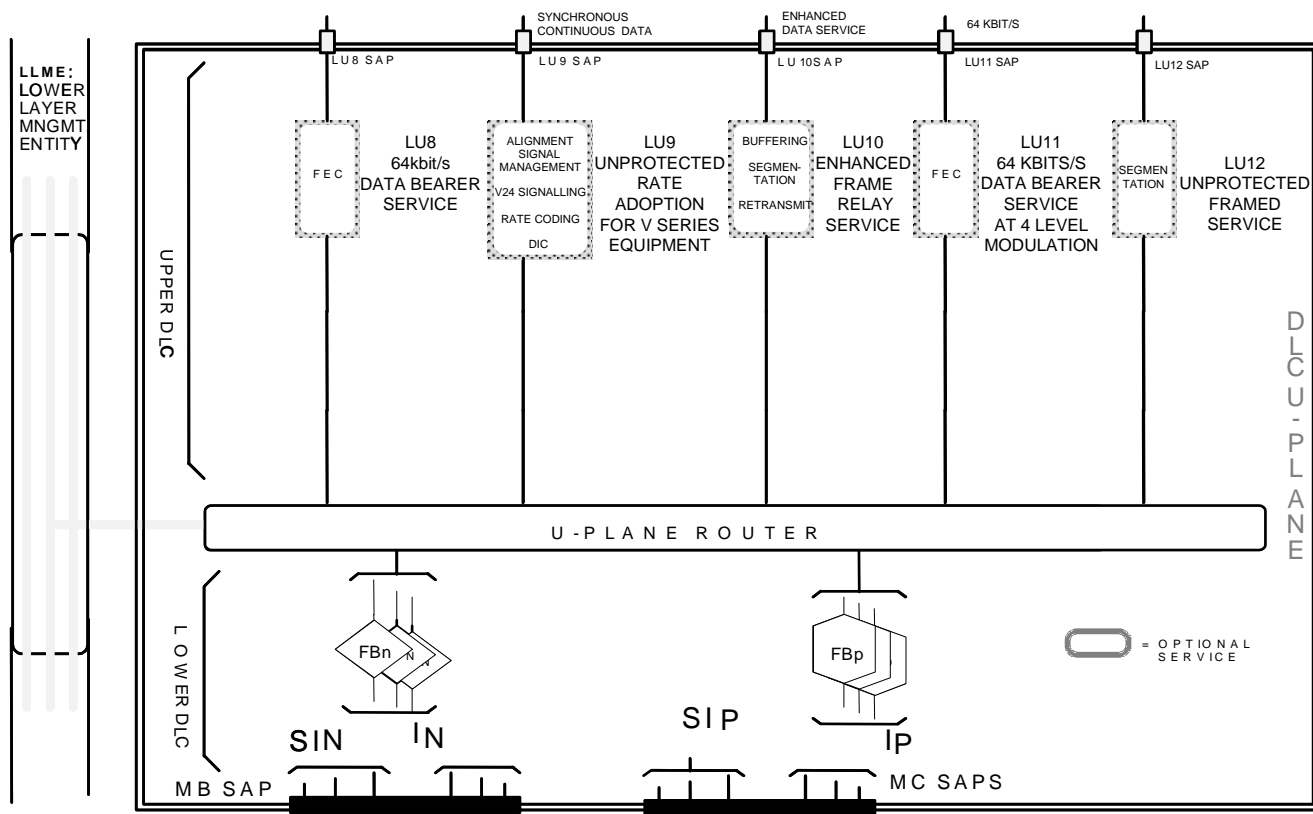 SYNCHRONOUS
CONTINUOUS DATA
ENHANCED
DATA SERVICE
64 KBIT/S
LU8 SAP
LU9 SAP
LU 10SAP
LU11 SAP
LU12 SAP
LLME:
LOWER
LAYER
MNGMT
ENTITY
FEC
LU8
64kbit/s
DATA BEARER
SERVICE
ALIGNMENT
SIGNAL
MANAGEMENT
V24 SIGNALLING
RATE CODING
DIC
LU9
UNPROTECTED
RATE
ADOPTION
FOR V SERIES
EQUIPMENT
BUFFERING
SEGMEN-
TATION
RETRANSMIT
LU10
ENHANCED
FRAME
RELAY
SERVICE
FEC
LU11
64 KBITS/S
DATA BEARER
SERVICE
AT 4 LEVEL
MODULATION
SEGMEN
TATION
LU12
UNPROTECTED
FRAMED
SERVICE
UPPER DLC
DLC U-PLANE
U-PLANE ROUTER
LOWER DLC
FBn
N
FBp
= OPTIONAL
SERVICE
SIN
IN
SIP
IP
MB SAP
MC SAPS